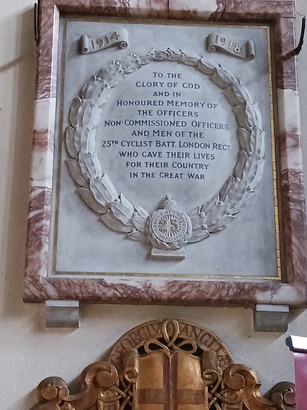 1914
1918
TO THE
GLORY OF GOD
AND IN
HONOURED MEMORY OF
THE OFFICERS
NON-COMMISSIONED OFFICERS
AND MEN OF THE
25TH CYCLIST BATT. LONDON REGT.
WHO GAVE THEIR LIVES
FOR THEIR COUNTRY
IN THE GREAT WAR